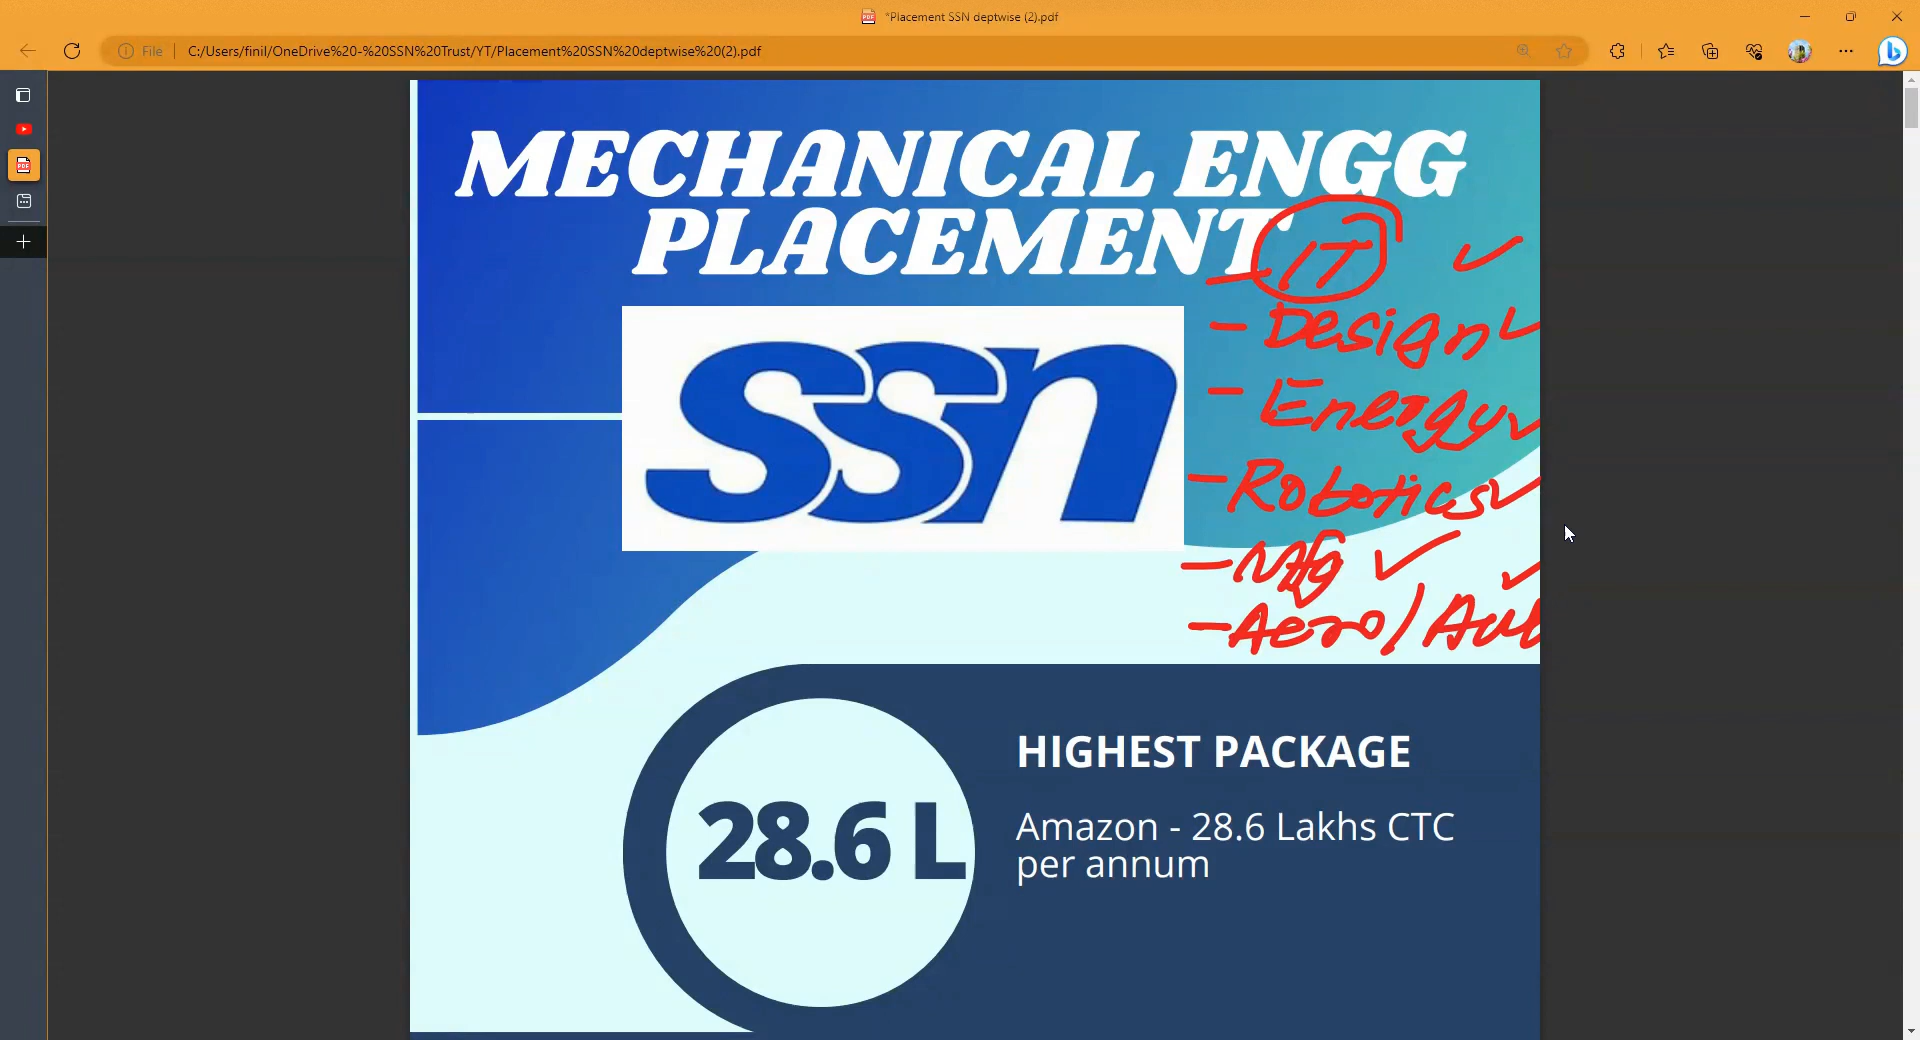 *Placement SSN deptwise (2).pdf
File
C:/Users/finil/OneDrive%20-%20SSN%20Trust/YT/Placement%20SSN%20deptwise%20(2).pdf
MECHANICAL ENGG
PLACEMENT
- IT
- Design
- Energy
- Robotics
- Mfg
- Aero/Aut
ssn
HIGHEST PACKAGE
28.6 L
Amazon - 28.6 Lakhs CTC
per annum